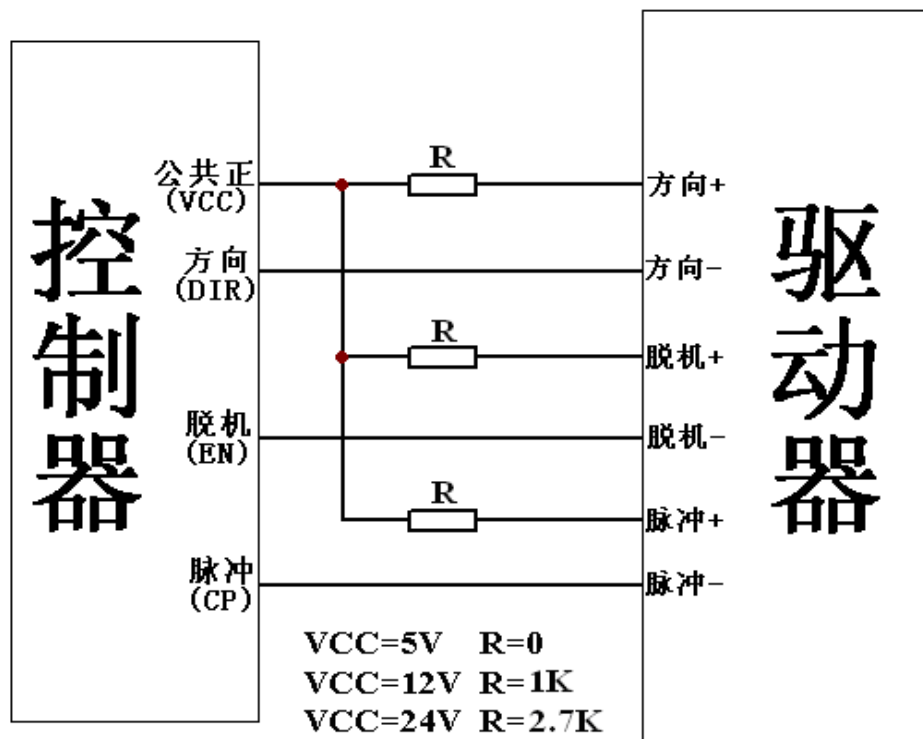 控制器
公共正
(VCC)
方向
(DIR)
脱机
(EN)
脉冲
(CP)
R
R
R
方向+
方向-
脱机+
脱机-
脉冲+
脉冲-
驱动器
VCC=5V R=0
VCC=12V R=1K
VCC=24V R=2.7K